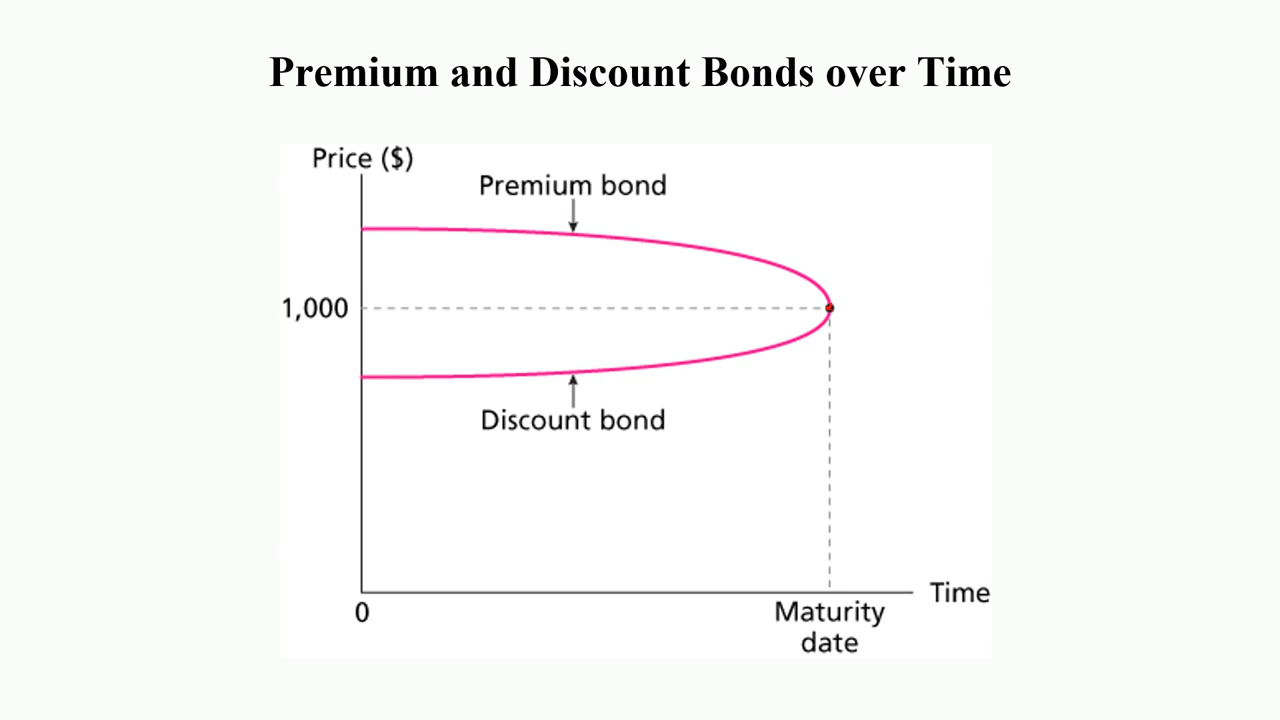 Premium and Discount Bonds over Time
Price ($)
Premium bond
1,000
Discount bond
0
Maturity
date
Time